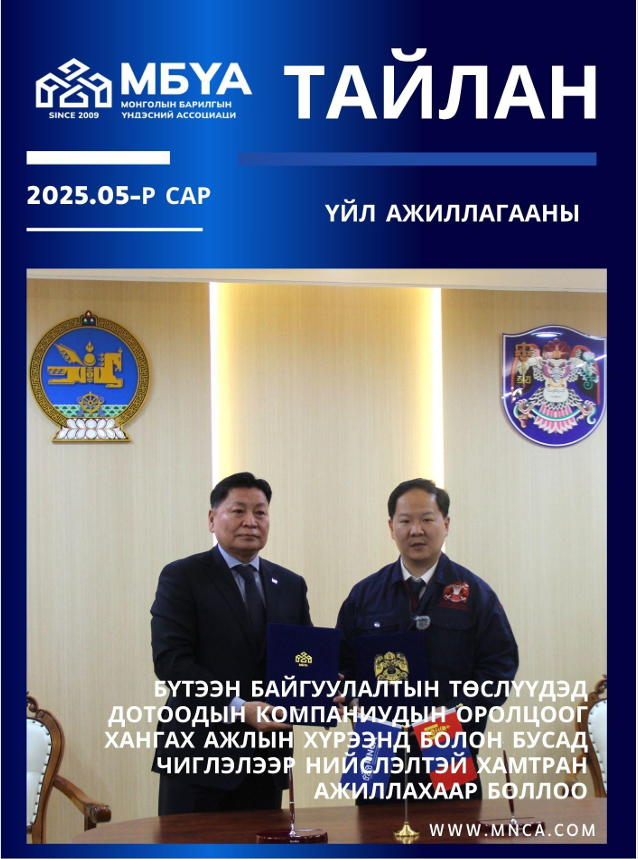 МБҮА
МОНГОЛЫН БАРИЛГЫН
ҮНДЭСНИЙ АССОЦИАЦИ
SINCE 2009
ТАЙЛАН
2025.05-Р САР
ҮЙЛ АЖИЛЛАГААНЫ
МБҮА
БҮТЭЭН БАЙГУУЛАЛТЫН ТӨСЛҮҮДЭД
ДОТООДЫН КОМПАНИУДЫН ОРОЛЦООГ
ХАНГАХ АЖЛЫН ХҮРЭЭНД БОЛОН БУСАД
ЧИГЛЭЛЭЭР НИЙСЛЭЛТЭЙ ХАМТРАН
АЖИЛЛАХААР БОЛЛОО
WWW.MNCA.COM